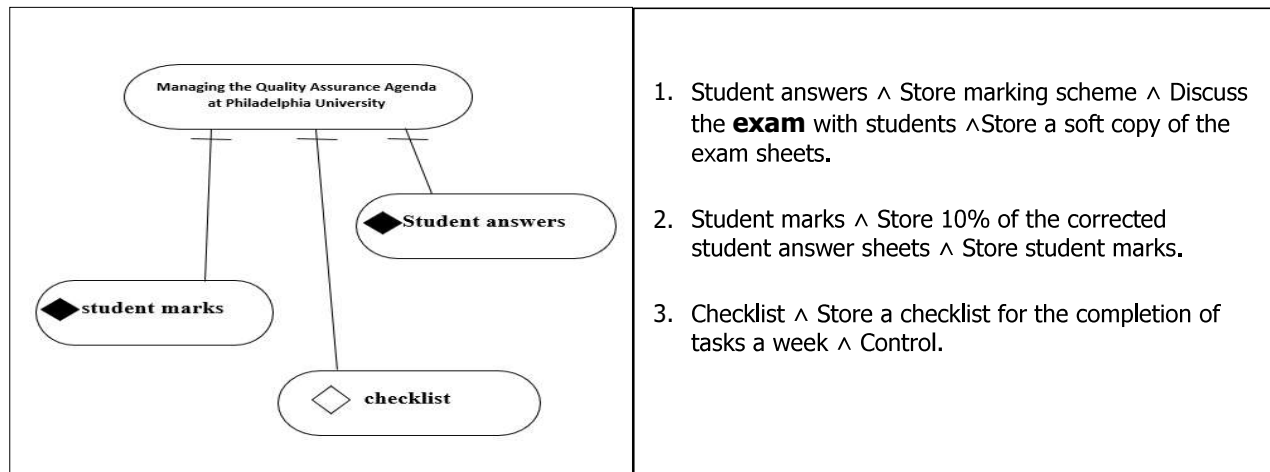 Managing the Quality Assurance Agenda
at Philadelphia University
Student answers
student marks
checklist
1. Student answers ∧ Store marking scheme ∧ Discuss
the exam with students ∧Store a soft copy of the
exam sheets.
2. Student marks ∧ Store 10% of the corrected
student answer sheets ∧ Store student marks.
3. Checklist ∧ Store a checklist for the completion of
tasks a week ∧ Control.